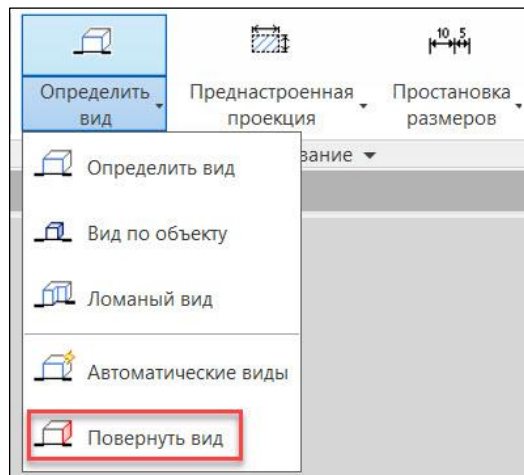 10 5
Определить
вид
Преднастроенная
проекция
Простановка
размеров
вание
Определить вид
Вид по объекту
Ломаный вид
Автоматические виды
Повернуть вид